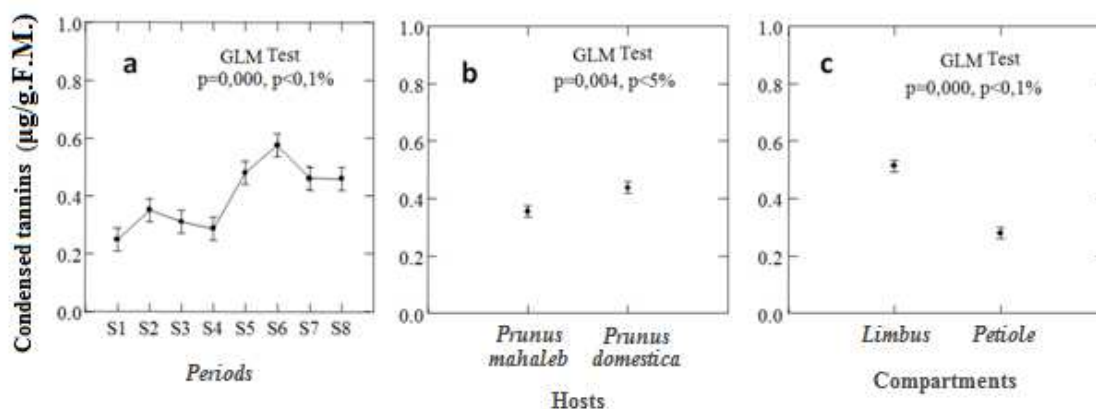 Condensed tannins (µg/g.F.M.)
1.0
0.8
0.6
0.4
0.2
0.0
a
GLM Test
p=0,000, p<0,1%
S1 S2 S3 S4 S5 S6 S7 S8
Periods
1.0
0.8
0.6
0.4
0.2
0.0
b
GLM Test
p=0,004, p<5%
Prunus mahaleb
Prunus domestica
Hosts
1.0
0.8
0.6
0.4
0.2
0.0
c
GLM Test
p=0,000, p<0,1%
Limbus Petiole
Compartments